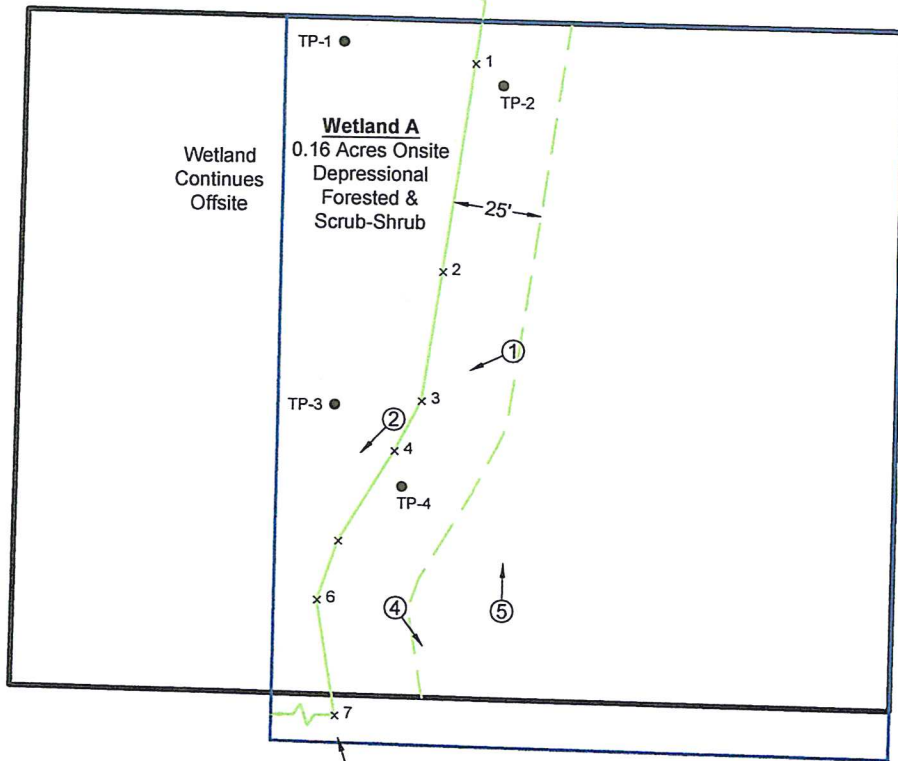 TP-1
1
TP-2
Wetland A
0.16 Acres Onsite
Depressional
Forested &
Scrub-Shrub
Wetland
Continues
Offsite
25'
2
1
3
TP-3
2
4
TP-4
6
4
5
7